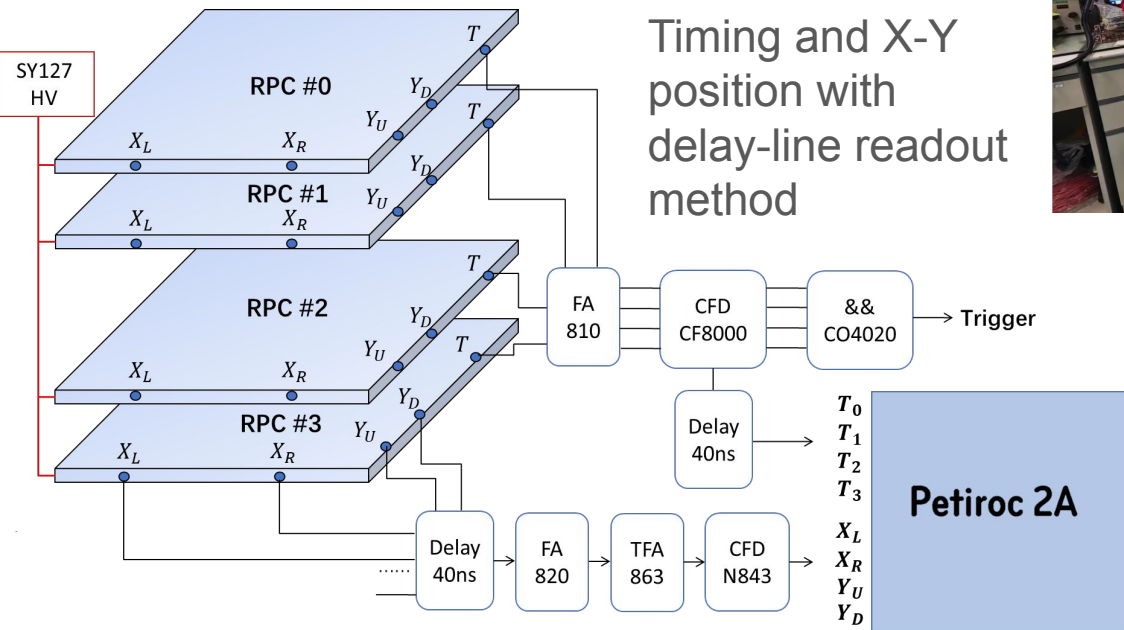 Timing and X-Y
position with
delay-line readout
method
SY127
HV
RPC #0
T
Y_D
Y_U
X_L
X_R
RPC #1
T
Y_D
Y_U
X_L
X_R
RPC #2
T
Y_D
Y_U
X_L
X_R
RPC #3
T
Y_D
Y_U
X_L
X_R
FA
810
CFD
CF8000
&&
CO4020
Trigger
Delay
40ns
T_0
T_1
T_2
T_3
Petiroc 2A
X_L
X_R
Y_U
Y_D
......
Delay
40ns
FA
820
TFA
863
CFD
N843